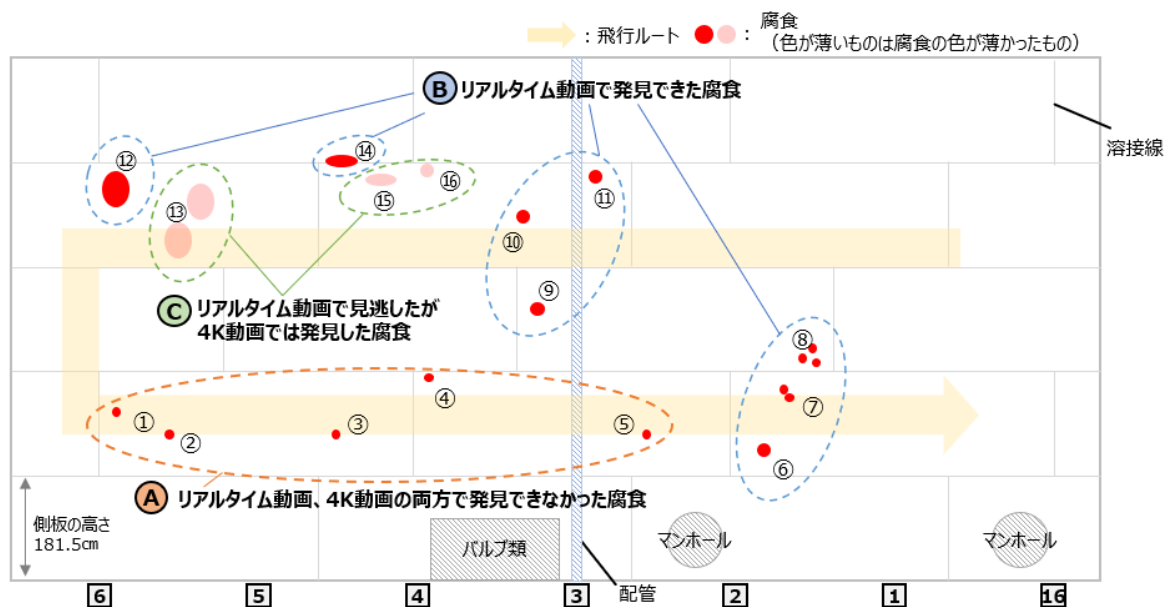 ：飛行ルート
：腐食
（色が薄いものは腐食の色が薄かったもの）
B リアルタイム動画で発見できた腐食
溶接線
⑫
⑭
⑬
⑮
⑯
⑪
⑩
⑨
C リアルタイム動画で見逃したが
4K動画では発見した腐食
⑧
④
⑦
①
②
③
⑤
⑥
A リアルタイム動画、4K動画の両方で発見できなかった腐食
側板の高さ
181.5㎝
バルブ類
マンホール
マンホール
配管
6 5 4 3 2 1 16